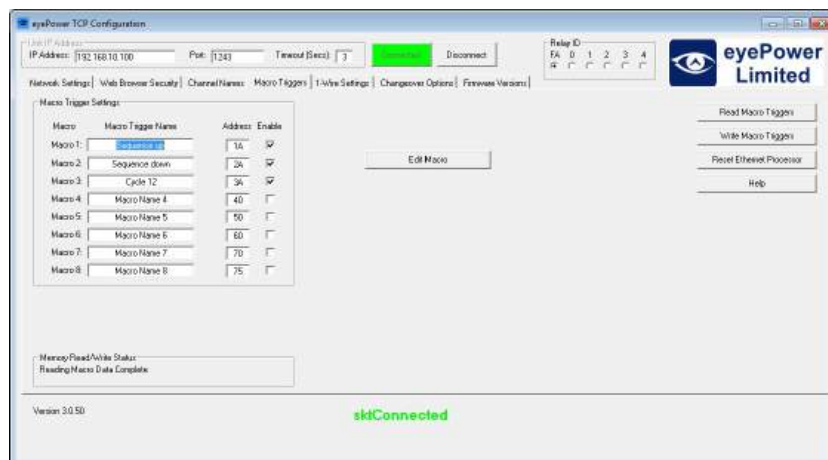 eyePower TCP Configuration
Unit IP Address
IP Address: 192.168.10.100 Port: 1243 Timeout (Secs): 3 Connected Disconnect
Relay ID
FA 0 1 2 3 4
eyePower
Limited
Network Settings Web Browser Security Channel Names Macro Triggers 1-Wire Settings Changeover Options Firmware Versions
Macro Trigger Settings
Macro Macro Trigger Name Address Enable
Macro 1: Sequence up 1A
Macro 2: Sequence down 2A
Macro 3: Cycle 12 3A
Macro 4: Macro Name 4 40
Macro 5: Macro Name 5 50
Macro 6: Macro Name 6 60
Macro 7: Macro Name 7 70
Macro 8: Macro Name 8 75
Edit Macro
Read Macro Triggers
Write Macro Triggers
Reset Ethernet Processor
Help
Memory Read/Write Status
Reading Macro Data Complete
Version 3.0.50
sktConnected